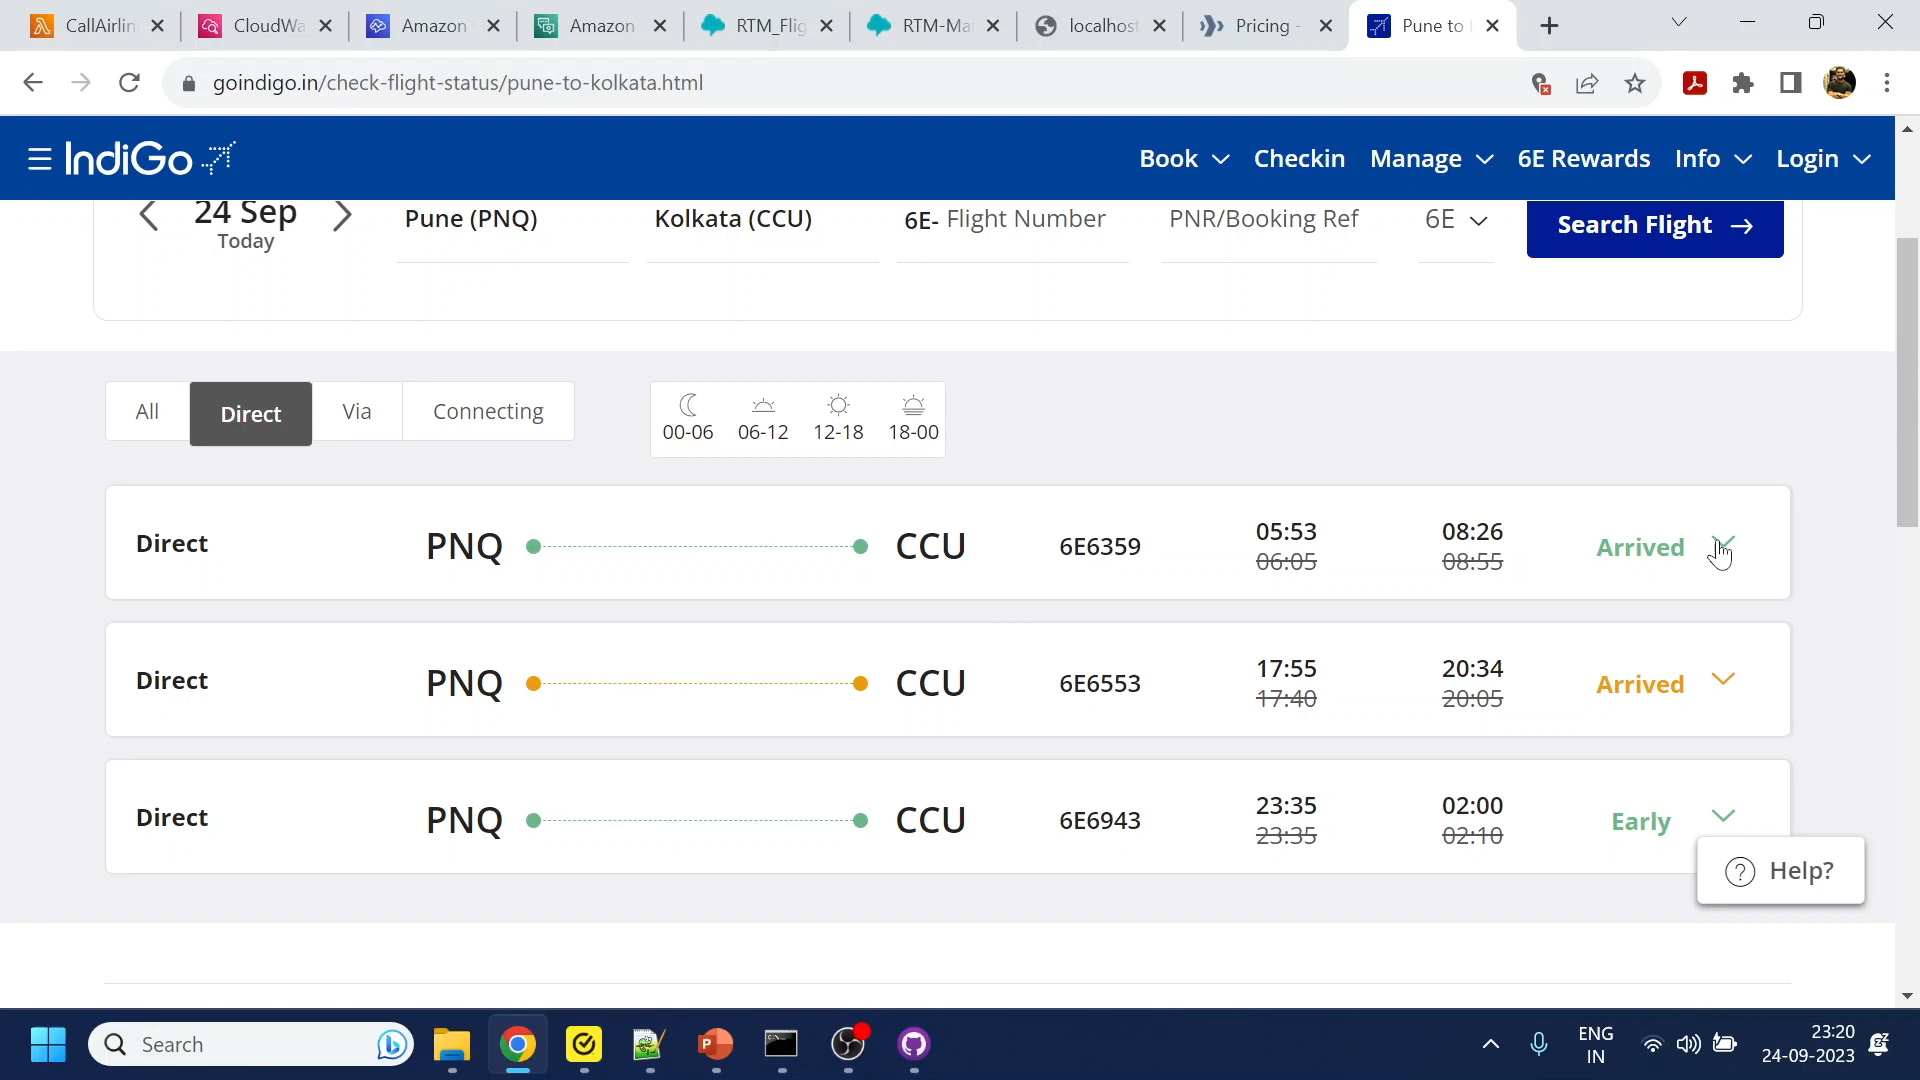 CallAirlin
CloudWa
Amazon
Amazon
RTM_Flig
RTM-Mai
localhost
Pricing -
Pune to
goindigo.in/check-flight-status/pune-to-kolkata.html
IndiGo
Book Checkin Manage 6E Rewards Info Login
24 Sep
Today
Pune (PNQ) Kolkata (CCU) 6E- Flight Number PNR/Booking Ref 6E Search Flight
All Direct Via Connecting
00-06 06-12 12-18 18-00
Direct PNQ CCU 6E6359 05:53 08:26 Arrived
06:05 08:55
Direct PNQ CCU 6E6553 17:55 20:34 Arrived
17:40 20:05
Direct PNQ CCU 6E6943 23:35 02:00 Early
23:35 02:10
Help?
Search
ENG
IN
23:20
24-09-2023